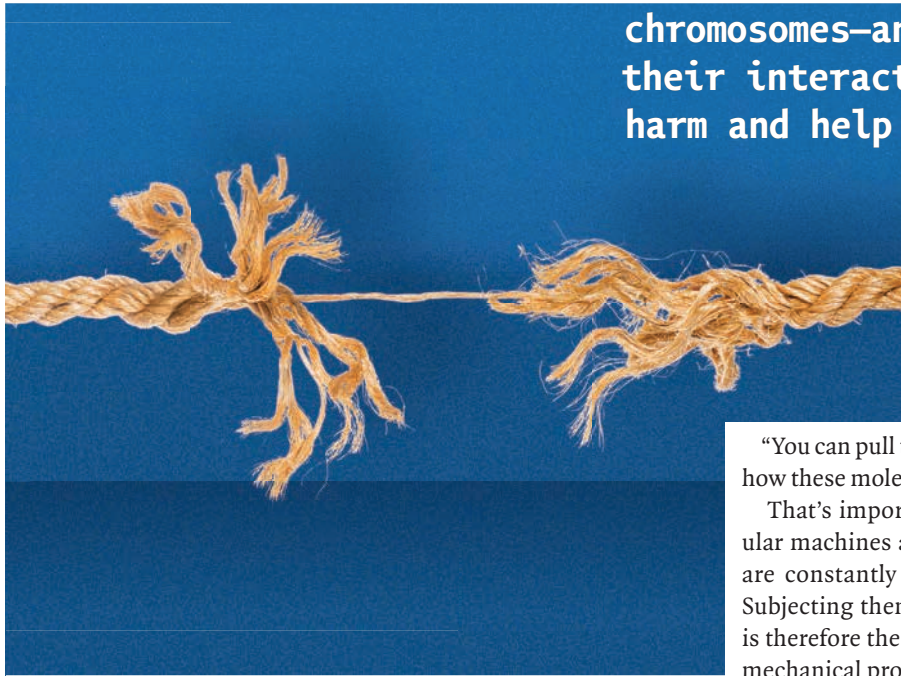 chromosomes—an
their interact
harm and help
“You can pull
how these mole
That’s impor
ular machines
are constantly
Subjecting ther
is therefore the
mechanical pro